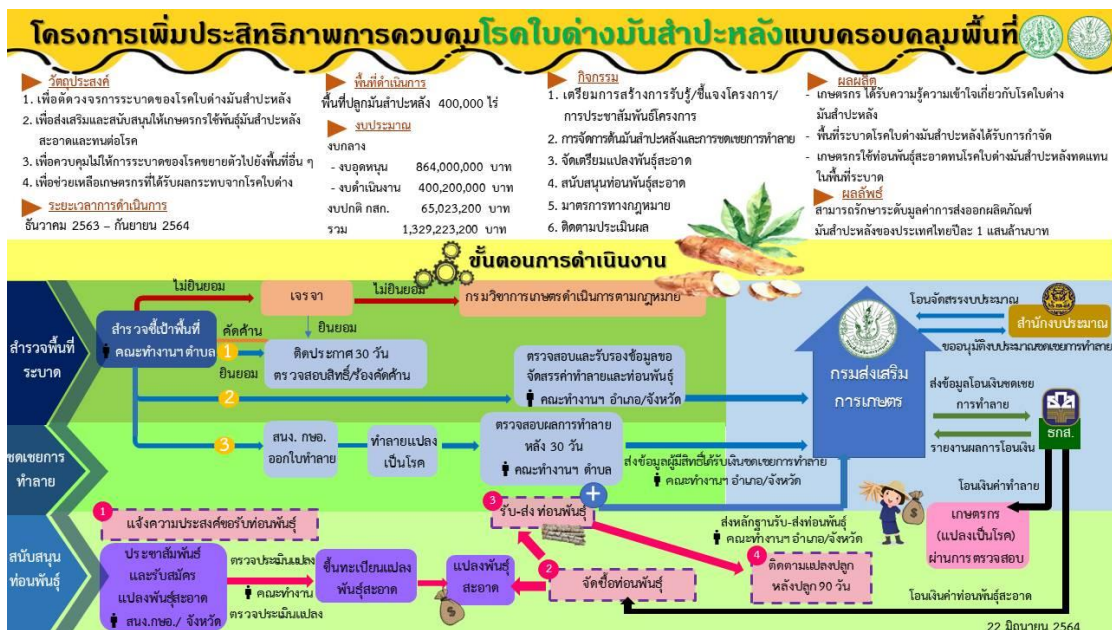 โครงการเพิ่มประสิทธิภาพการควบคุมโรคใบด่างมันสำปะหลังแบบครอบคลุมพื้นที่
วัตถุประสงค์
1. เพื่อตัดวงจรการระบาดของโรคใบด่างมันสำปะหลัง
2. เพื่อส่งเสริมและสนับสนุนให้เกษตรกรใช้พันธุ์มันสำปะหลัง
สะอาดและทนต่อโรค
3. เพื่อควบคุมไม่ให้การระบาดของโรคขยายตัวไปยังพื้นที่อื่น ๆ
4. เพื่อช่วยเหลือเกษตรกรที่ได้รับผลกระทบจากโรคใบด่าง
ระยะเวลาการดำเนินการ
ธันวาคม 2563 – กันยายน 2564
พื้นที่ดำเนินการ
พื้นที่ปลูกมันสำปะหลัง 400,000 ไร่
งบประมาณ
งบกลาง
- งบอุดหนุน 864,000,000 บาท
- งบดำเนินงาน 400,200,000 บาท
งบปกติ กสก. 65,023,200 บาท
รวม 1,329,223,200 บาท
กิจกรรม
1. เตรียมการสร้างการรับรู้/ชี้แจงโครงการ/
การประชาสัมพันธ์โครงการ
2. การจัดการต้นมันสำปะหลังและการชดเชยการทำลาย
3. จัดเตรียมแปลงพันธุ์สะอาด
4. สนับสนุนท่อนพันธุ์สะอาด
5. มาตรการทางกฎหมาย
6. ติดตามประเมินผล
ผลผลิต
- เกษตรกร ได้รับความรู้ความเข้าใจเกี่ยวกับโรคใบด่าง
มันสำปะหลัง
- พื้นที่ระบาดโรคใบด่างมันสำปะหลังได้รับการกำจัด
- เกษตรกรใช้ท่อนพันธุ์สะอาดทนโรคใบด่างมันสำปะหลังทดแทน
ในพื้นที่ระบาด
ผลลัพธ์
สามารถรักษาระดับมูลค่าการส่งออกผลิตภัณฑ์
มันสำปะหลังของประเทศไทยปีละ 1 แสนล้านบาท
ขั้นตอนการดำเนินงาน
สำรวจพื้นที่
ระบาด
สำรวจชี้เป้าพื้นที่
คณะทำงานฯ ตำบล
ไม่ยินยอม
เจรจา
ไม่ยินยอม
กรมวิชาการเกษตรดำเนินการตามกฎหมาย
คัดค้าน
ยินยอม
1
ยินยอม
ติดประกาศ 30 วัน
ตรวจสอบสิทธิ์/ร้องคัดค้าน
2
ตรวจสอบและรับรองข้อมูลขอ
จัดสรรค่าทำลายและท่อนพันธุ์
คณะทำงานฯ อำเภอ/จังหวัด
กรมส่งเสริม
การเกษตร
โอนจัดสรรงบประมาณ
สำนักงบประมาณ
ขออนุมัติงบประมาณชดเชยการทำลาย
ส่งข้อมูลโอนเงินชดเชย
การทำลาย
ธกส.
รายงานผลการโอนเงิน
ชดเชยการ
ทำลาย
3
สนง. กษอ.
ออกใบทำลาย
ทำลายแปลง
เป็นโรค
ตรวจสอบผลการทำลาย
หลัง 30 วัน
คณะทำงานฯ ตำบล
ส่งข้อมูลผู้มีสิทธิ์ได้รับเงินชดเชยการทำลาย
คณะทำงานฯ อำเภอ/จังหวัด
โอนเงินค่าทำลาย
เกษตรกร
(แปลงเป็นโรค)
ผ่านการตรวจสอบ
สนับสนุน
ท่อนพันธุ์
1
แจ้งความประสงค์ขอรับท่อนพันธุ์
3
รับ-ส่ง ท่อนพันธุ์
+
ส่งหลักฐานรับ-ส่งท่อนพันธุ์
คณะทำงานฯ อำเภอ/จังหวัด
ประชาสัมพันธ์
และรับสมัคร
แปลงพันธุ์สะอาด
สนง.กษอ./ จังหวัด
ตรวจประเมินแปลง
คณะทำงาน
ตรวจประเมินแปลง
ขึ้นทะเบียนแปลง
พันธุ์สะอาด
แปลงพันธุ์
สะอาด
2
จัดซื้อท่อนพันธุ์
4
ติดตามแปลงปลูก
หลังปลูก 90 วัน
โอนเงินค่าท่อนพันธุ์สะอาด
22 มิถุนายน 2564